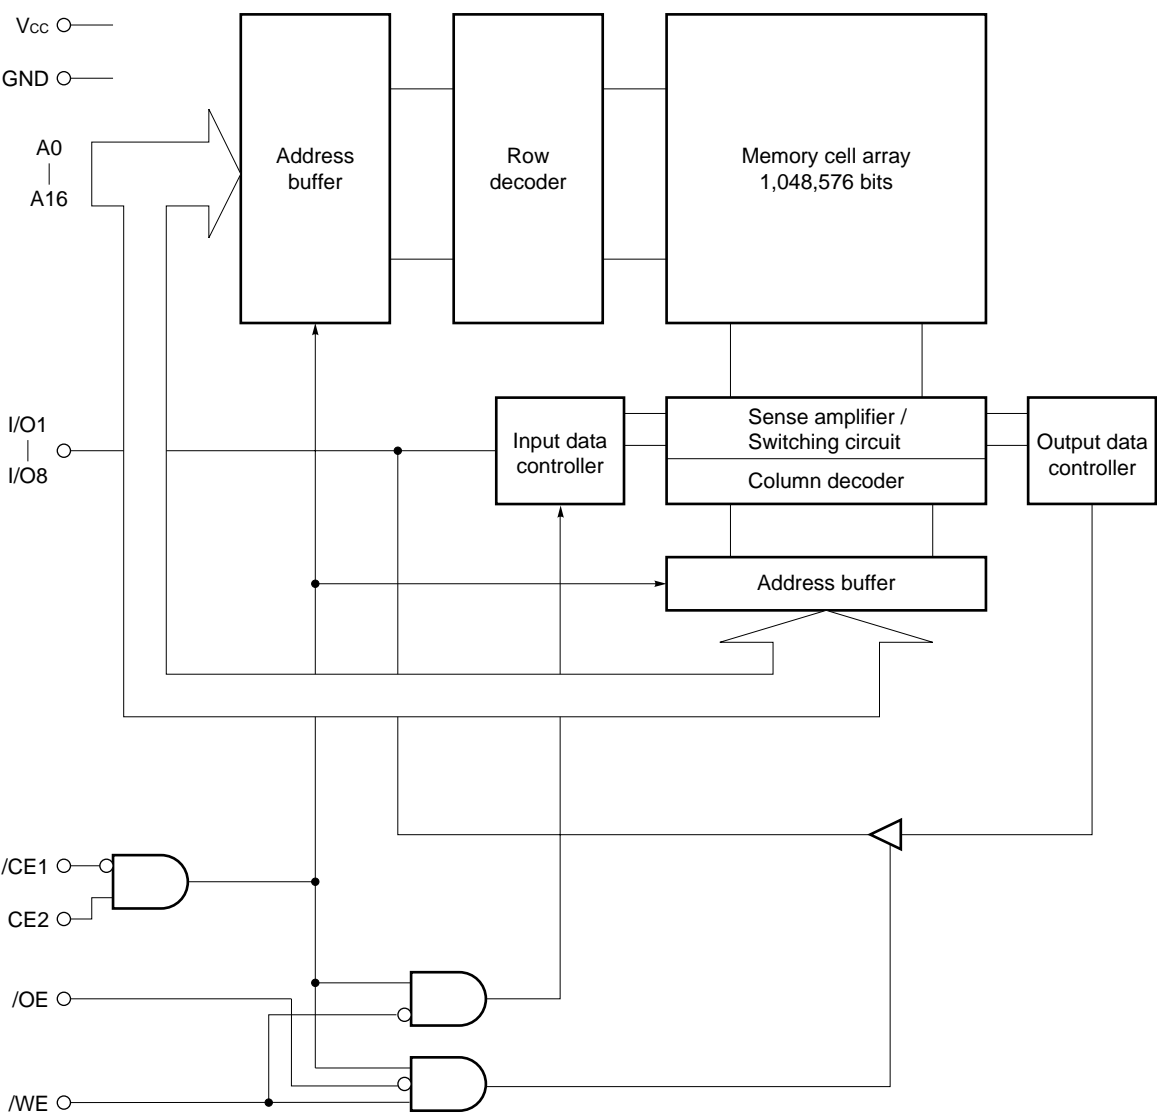 Vcc
GND
A0
A16
Address
buffer
Row
decoder
Memory cell array
1,048,576 bits
I/O1
I/O8
Input data
controller
Sense amplifier /
Switching circuit
Column decoder
Output data
controller
Address buffer
/CE1
CE2
/OE
/WE